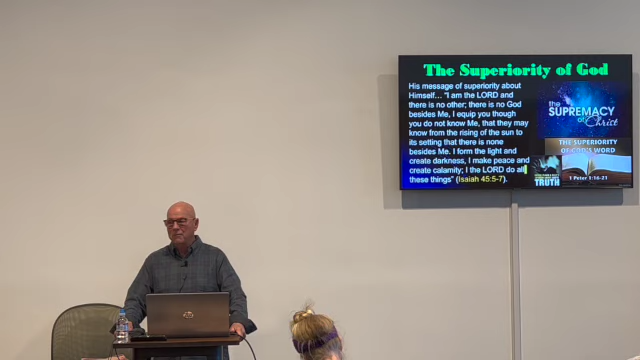 The Superiority of God
His message of superiority about
Himself… "I am the LORD and
there is no other; there is no God
besides Me, I equip you though
you do not know Me, that they may
know from the rising of the sun to
its setting that there is none
besides Me. I form the light and
create darkness, I make peace and
create calamity; I the LORD do all
these things" (Isaiah 45:5-7).
the
SUPREMACY
of Christ
THE SUPERIORITY
OF GOD'S WORD
TRUTH
1 Peter 1:16-21
hp